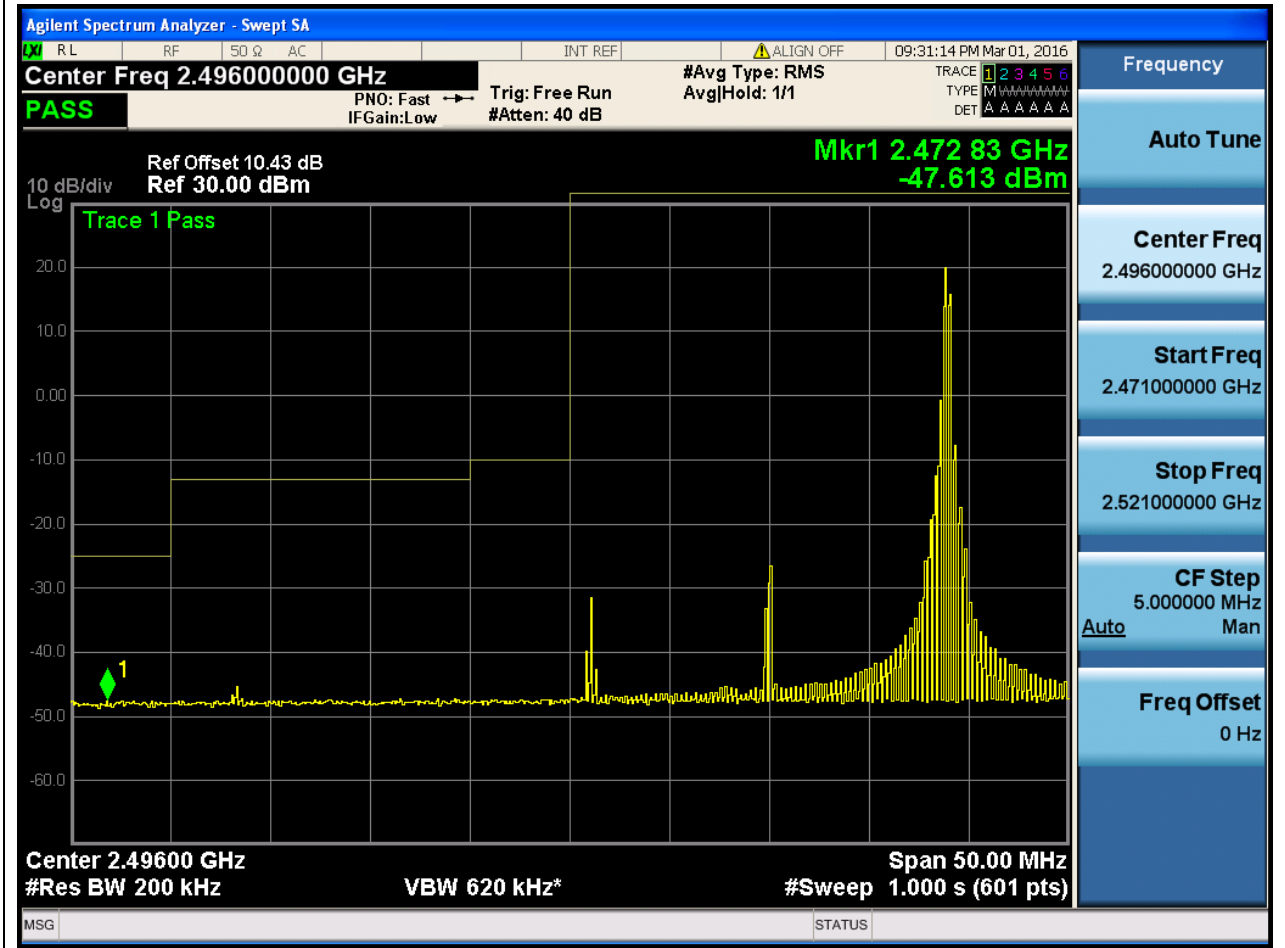 Agilent Spectrum Analyzer - Swept SA
LXI RL RF 50 Ω AC INT REF ALIGN OFF 09:31:14 PM Mar 01, 2016
Center Freq 2.496000000 GHz
PASS
PNO: Fast
IFGain:Low
Trig: Free Run
#Atten: 40 dB
#Avg Type: RMS
Avg|Hold: 1/1
TRACE 1 2 3 4 5 6
TYPE M
DET A A A A A A
Frequency
Auto Tune
Center Freq
2.496000000 GHz
Start Freq
2.471000000 GHz
Stop Freq
2.521000000 GHz
CF Step
5.000000 MHz
Auto Man
Freq Offset
0 Hz
Mkr1 2.472 83 GHz
-47.613 dBm
Ref Offset 10.43 dB
10 dB/div Ref 30.00 dBm
Log
Trace 1 Pass
20.0
10.0
0.00
-10.0
-20.0
-30.0
-40.0
-50.0
-60.0
1
Center 2.49600 GHz Span 50.00 MHz
#Res BW 200 kHz VBW 620 kHz* #Sweep 1.000 s (601 pts)
MSG STATUS